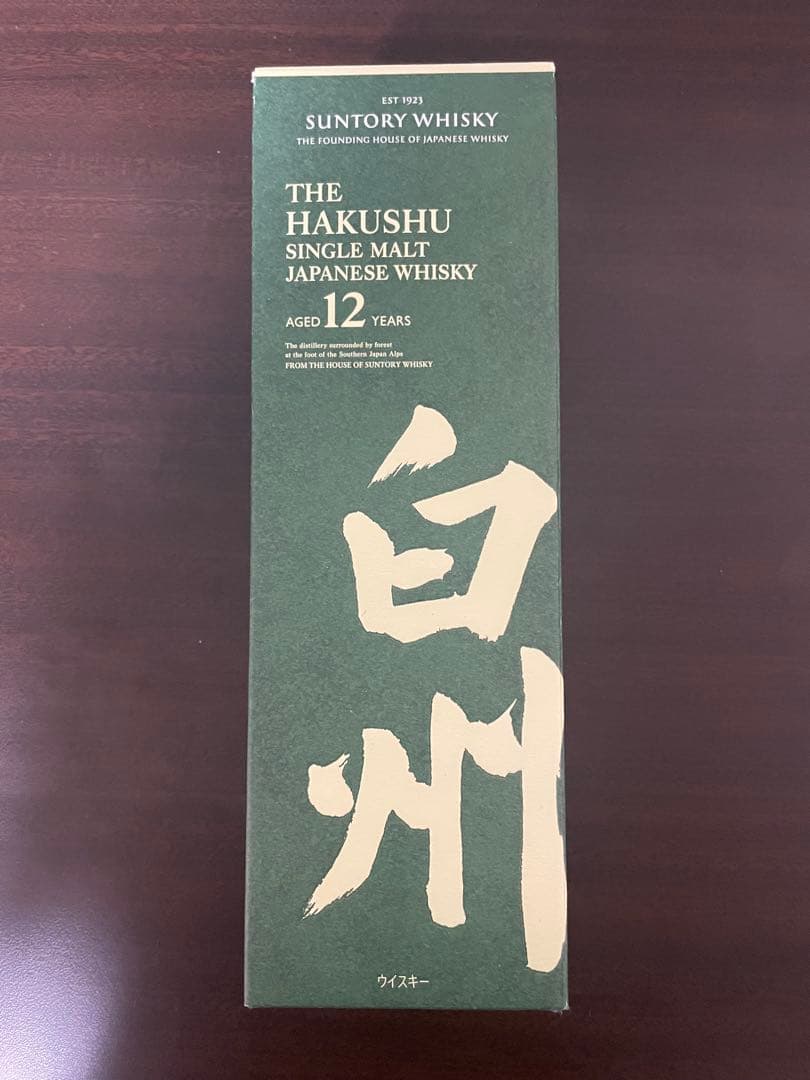 EST 1923
SUNTORY WHISKY
THE FOUNDING HOUSE OF JAPANESE WHISKY
THE
HAKUSHU
SINGLE MALT
JAPANESE WHISKY
AGED 12 YEARS
The distillery surrounded by forest
at the foot of the Southern Japan Alps
FROM THE HOUSE OF SUNTORY WHISKY
白
州
ウイスキー